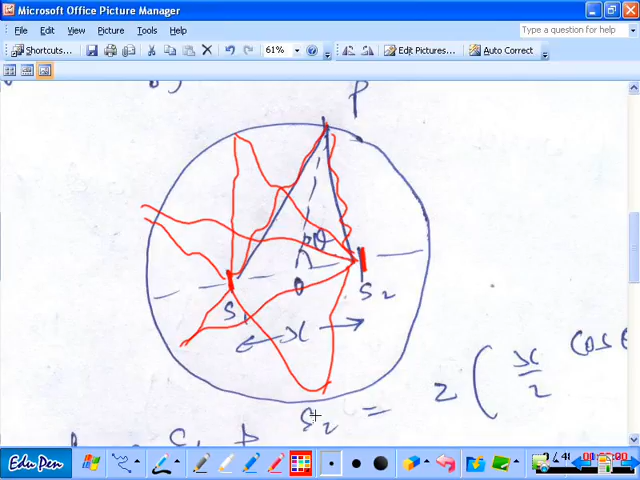 Microsoft Office Picture Manager
File Edit View Picture Tools Help Type a question for help
Shortcuts... 61% Edit Pictures... Auto Correct
P
θ
O
S1 S2
x
2 ( x/2 cos
S2 =
Edu Pen